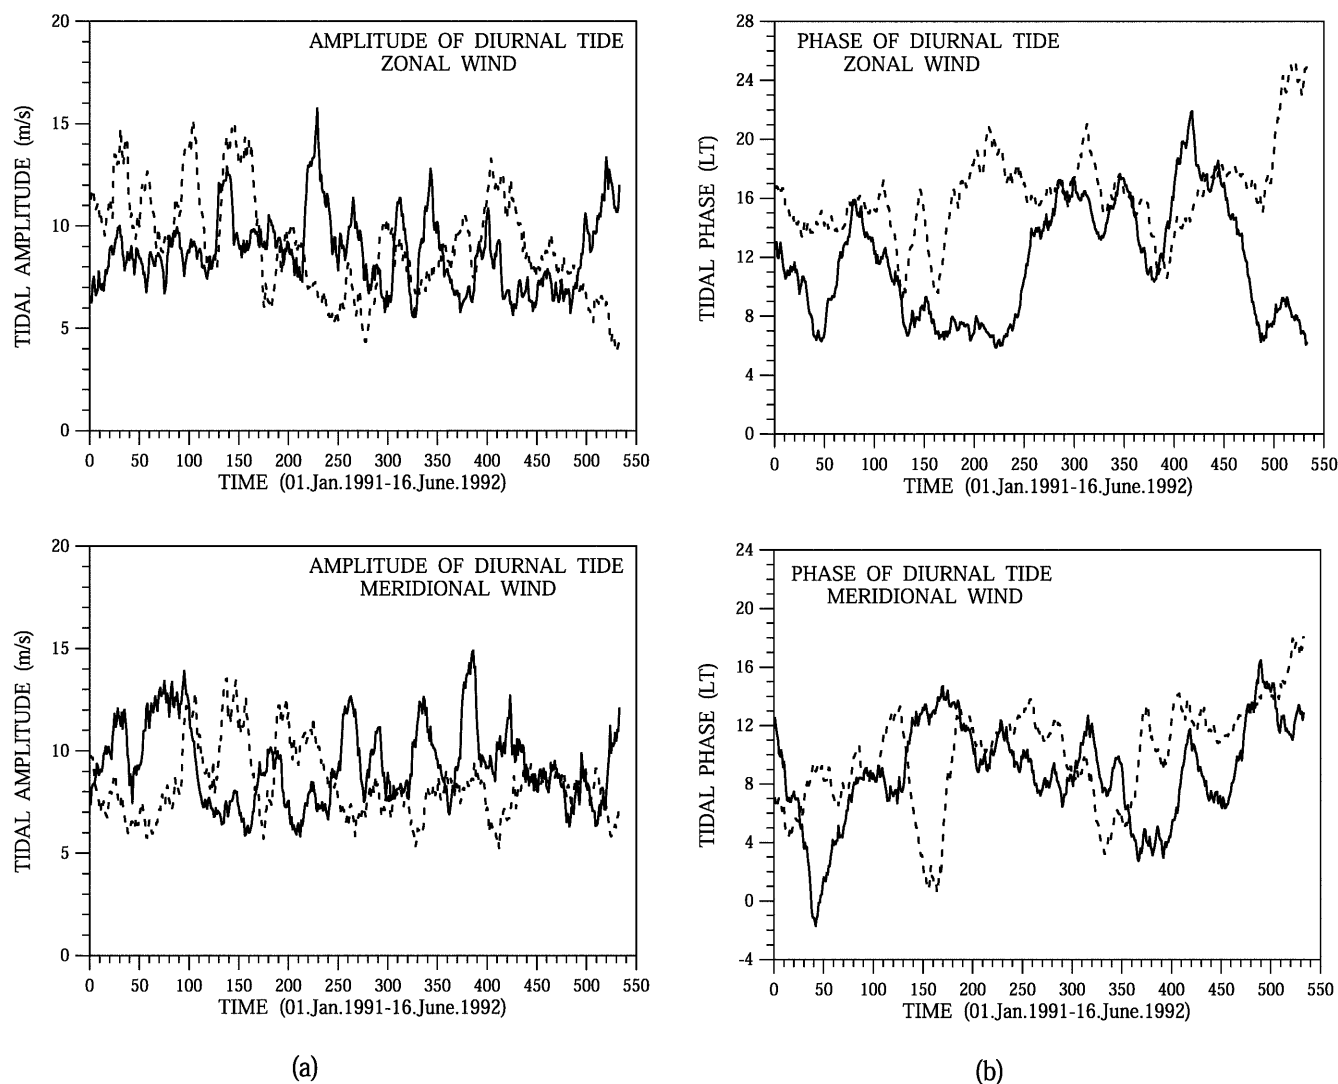 AMPLITUDE OF DIURNAL TIDE
ZONAL WIND
TIDAL AMPLITUDE (m/s)
20
15
10
5
0
0 50 100 150 200 250 300 350 400 450 500 550
TIME (01.Jan.1991-16.June.1992)
PHASE OF DIURNAL TIDE
ZONAL WIND
TIDAL PHASE (LT)
28
24
20
16
12
8
4
0
0 50 100 150 200 250 300 350 400 450 500 550
TIME (01.Jan.1991-16.June.1992)
AMPLITUDE OF DIURNAL TIDE
MERIDIONAL WIND
TIDAL AMPLITUDE (m/s)
20
15
10
5
0
0 50 100 150 200 250 300 350 400 450 500 550
TIME (01.Jan.1991-16.June.1992)
PHASE OF DIURNAL TIDE
MERIDIONAL WIND
TIDAL PHASE (LT)
24
20
16
12
8
4
0
-4
0 50 100 150 200 250 300 350 400 450 500 550
TIME (01.Jan.1991-16.June.1992)
(a)
(b)